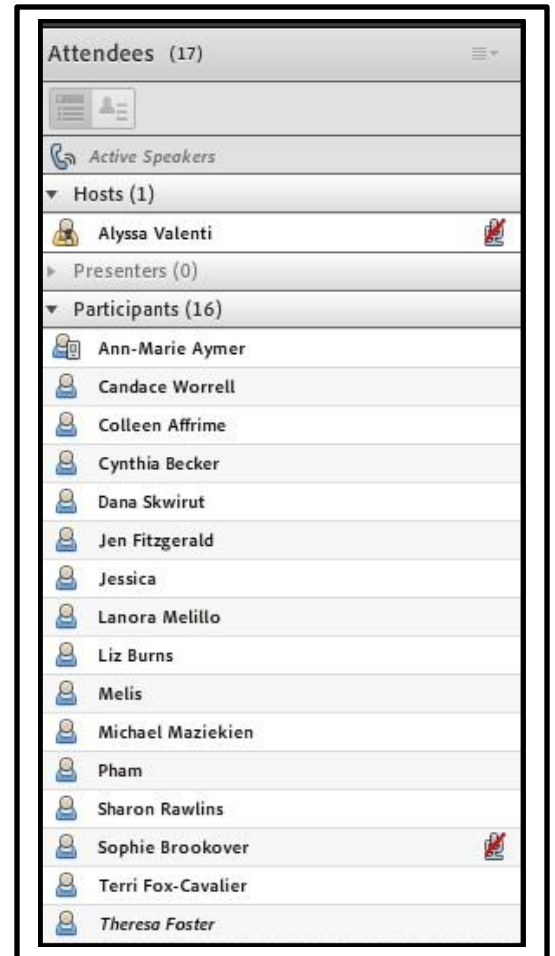 Attendees (17)
Active Speakers
Hosts (1)
Alyssa Valenti
Presenters (0)
Participants (16)
Ann-Marie Aymer
Candace Worrell
Colleen Affrime
Cynthia Becker
Dana Skwirut
Jen Fitzgerald
Jessica
Lanora Melillo
Liz Burns
Melis
Michael Maziekien
Pham
Sharon Rawlins
Sophie Brookover
Terri Fox-Cavalier
Theresa Foster